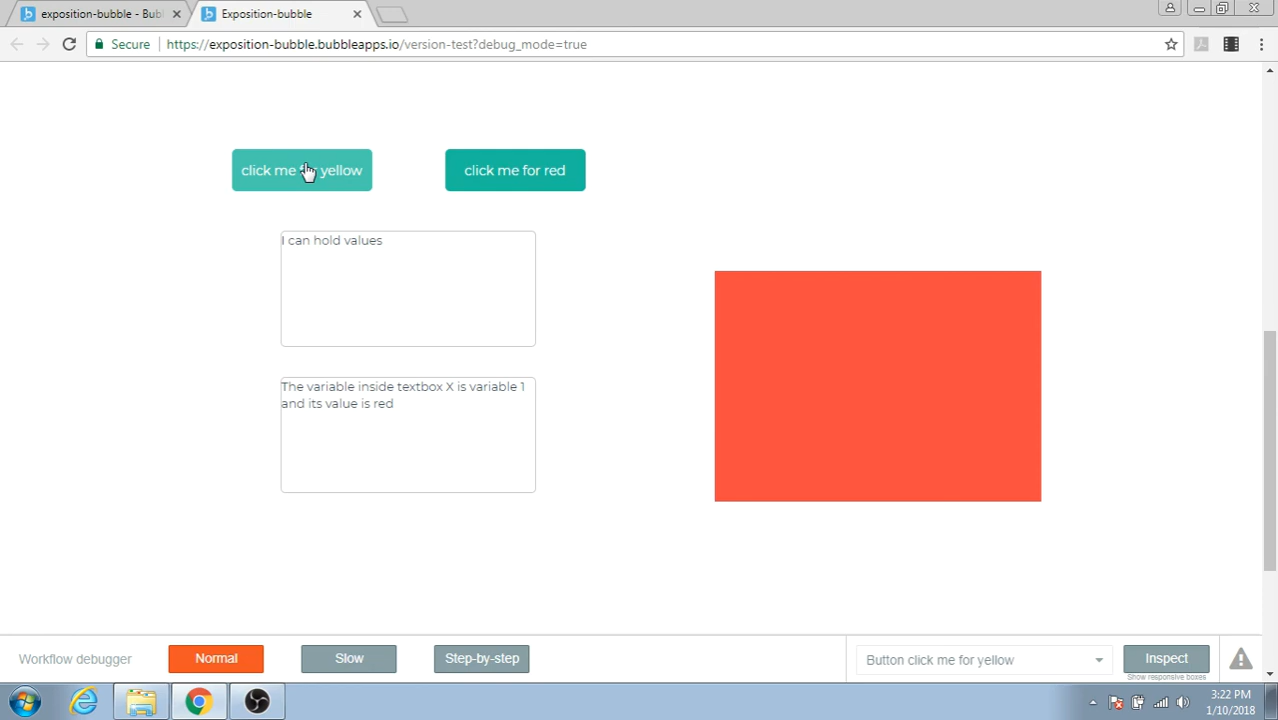 exposition-bubble - Bubl
Exposition-bubble
Secure
https://exposition-bubble.bubbleapps.io/version-test?debug_mode=true
click me for yellow
click me for red
I can hold values
The variable inside textbox X is variable 1
and its value is red
Workflow debugger
Normal
Slow
Step-by-step
Button click me for yellow
Inspect
Show responsive boxes
3:22 PM
1/10/2018